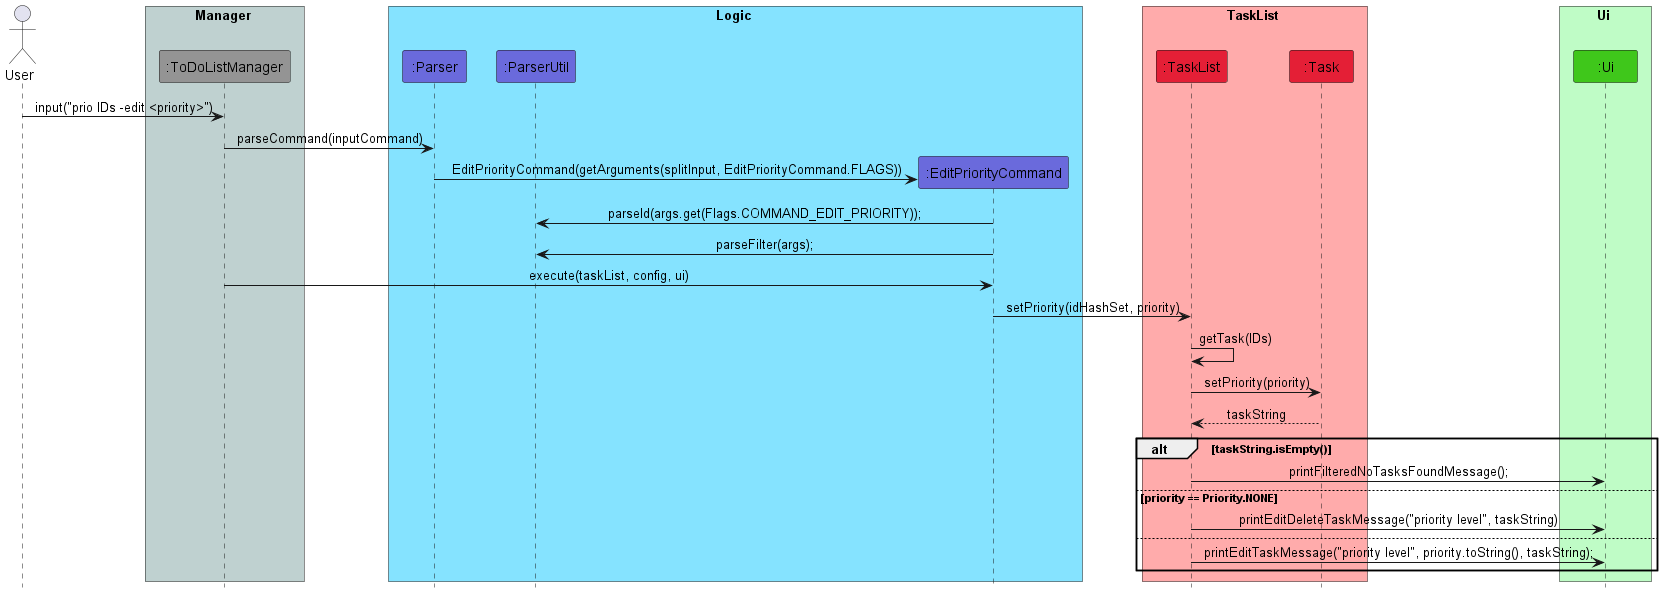 Manager
Logic
TaskList
Ui
User
:ToDoListManager
:Parser
:ParserUtil
:TaskList
:Task
:Ui
input("prio IDs -edit <priority>")
parseCommand(inputCommand)
EditPriorityCommand(getArguments(splitInput, EditPriorityCommand.FLAGS))
:EditPriorityCommand
parseId(args.get(Flags.COMMAND_EDIT_PRIORITY));
parseFilter(args);
execute(taskList, config, ui)
setPriority(idHashSet, priority)
getTask(IDs)
setPriority(priority)
taskString
alt [taskString.isEmpty()]
printFilteredNoTasksFoundMessage();
[priority == Priority.NONE]
printEditDeleteTaskMessage("priority level", taskString)
printEditTaskMessage("priority level", priority.toString(), taskString);